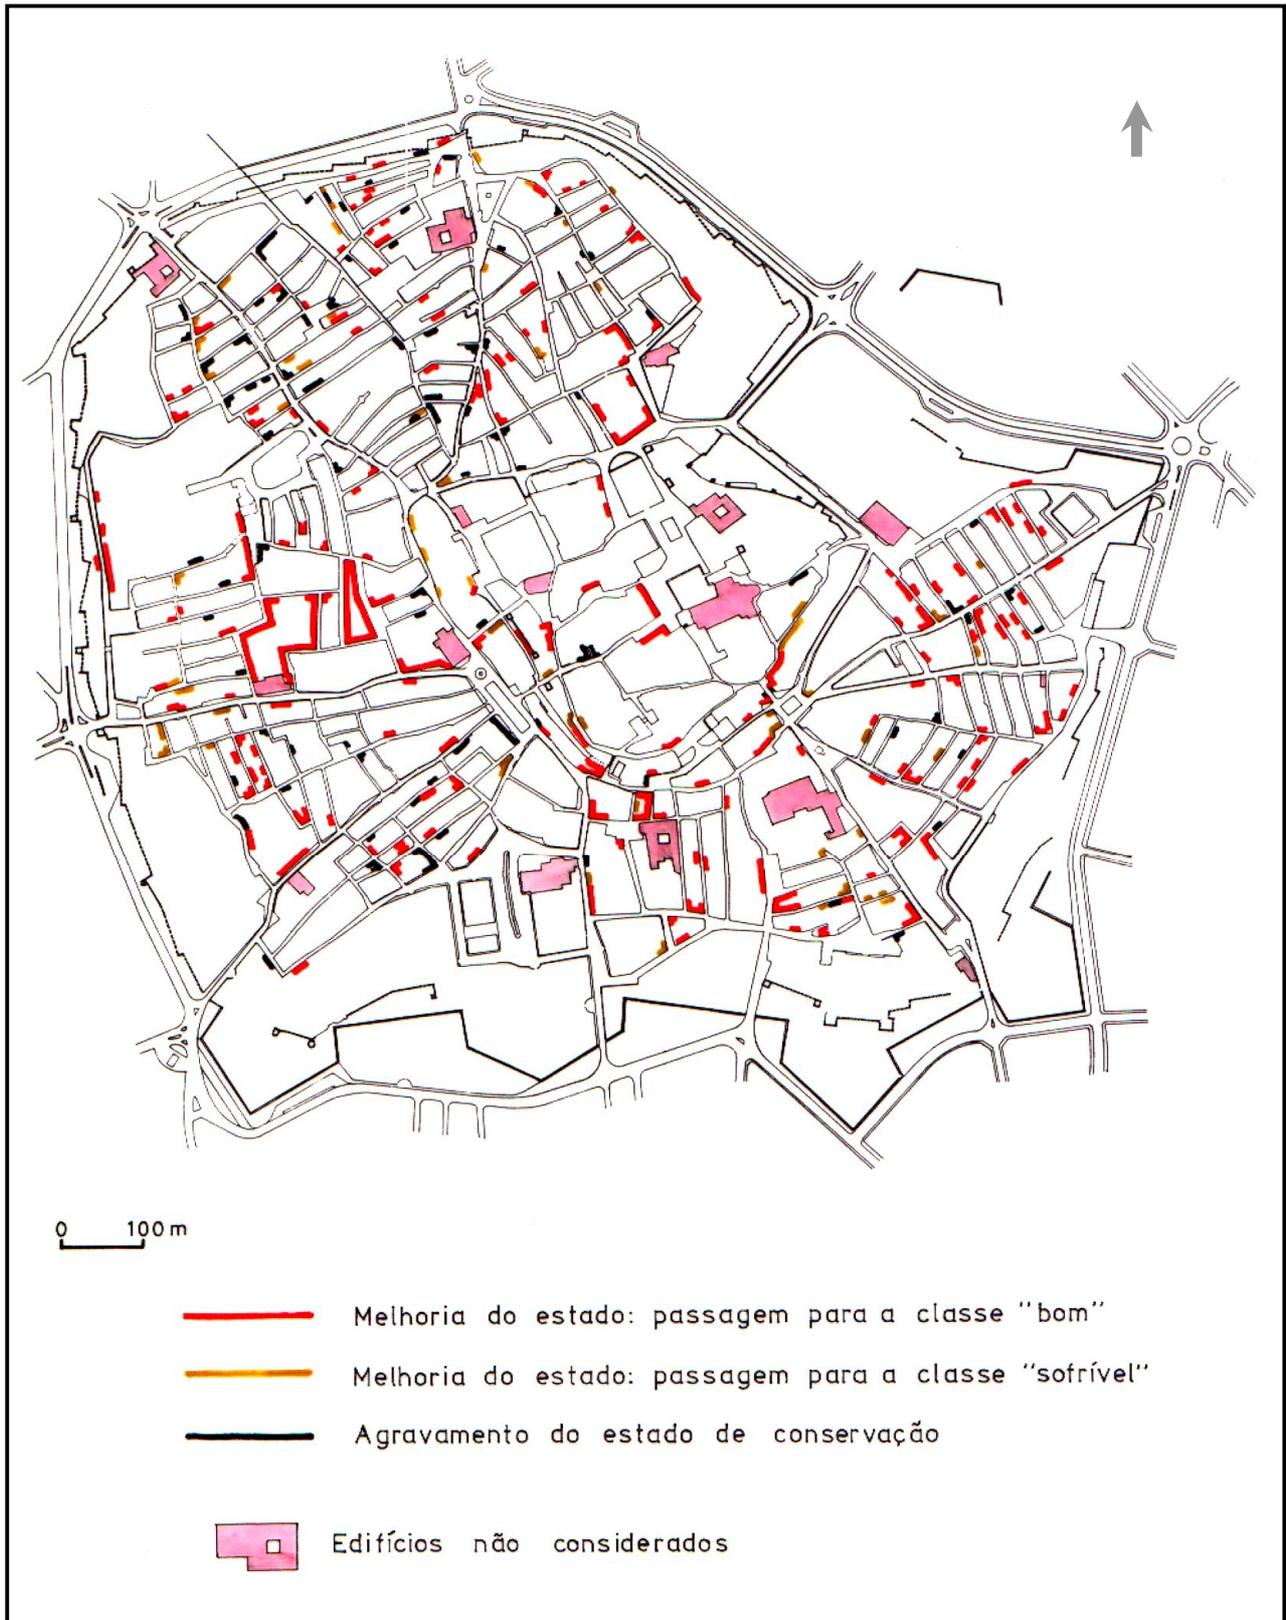 0 100 m
Melhoria do estado: passagem para a classe "bom"
Melhoria do estado: passagem para a classe "sofrível"
Agravamento do estado de conservação
Edifícios não considerados